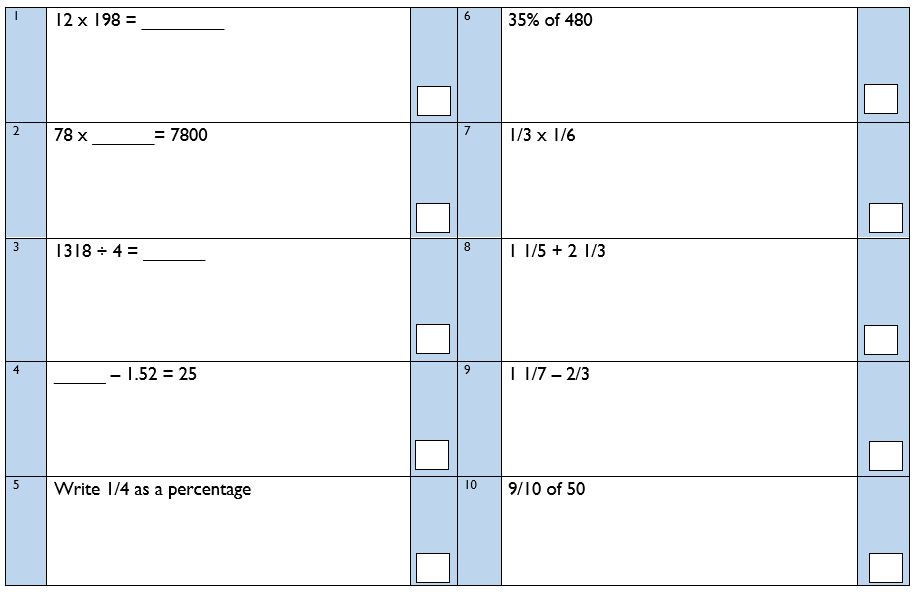 1 12 x 198 = _________
2 78 x _______= 7800
3 1318 ÷ 4 = _______
4 ______ – 1.52 = 25
5 Write 1/4 as a percentage
6 35% of 480
7 1/3 x 1/6
8 1 1/5 + 2 1/3
9 1 1/7 – 2/3
10 9/10 of 50